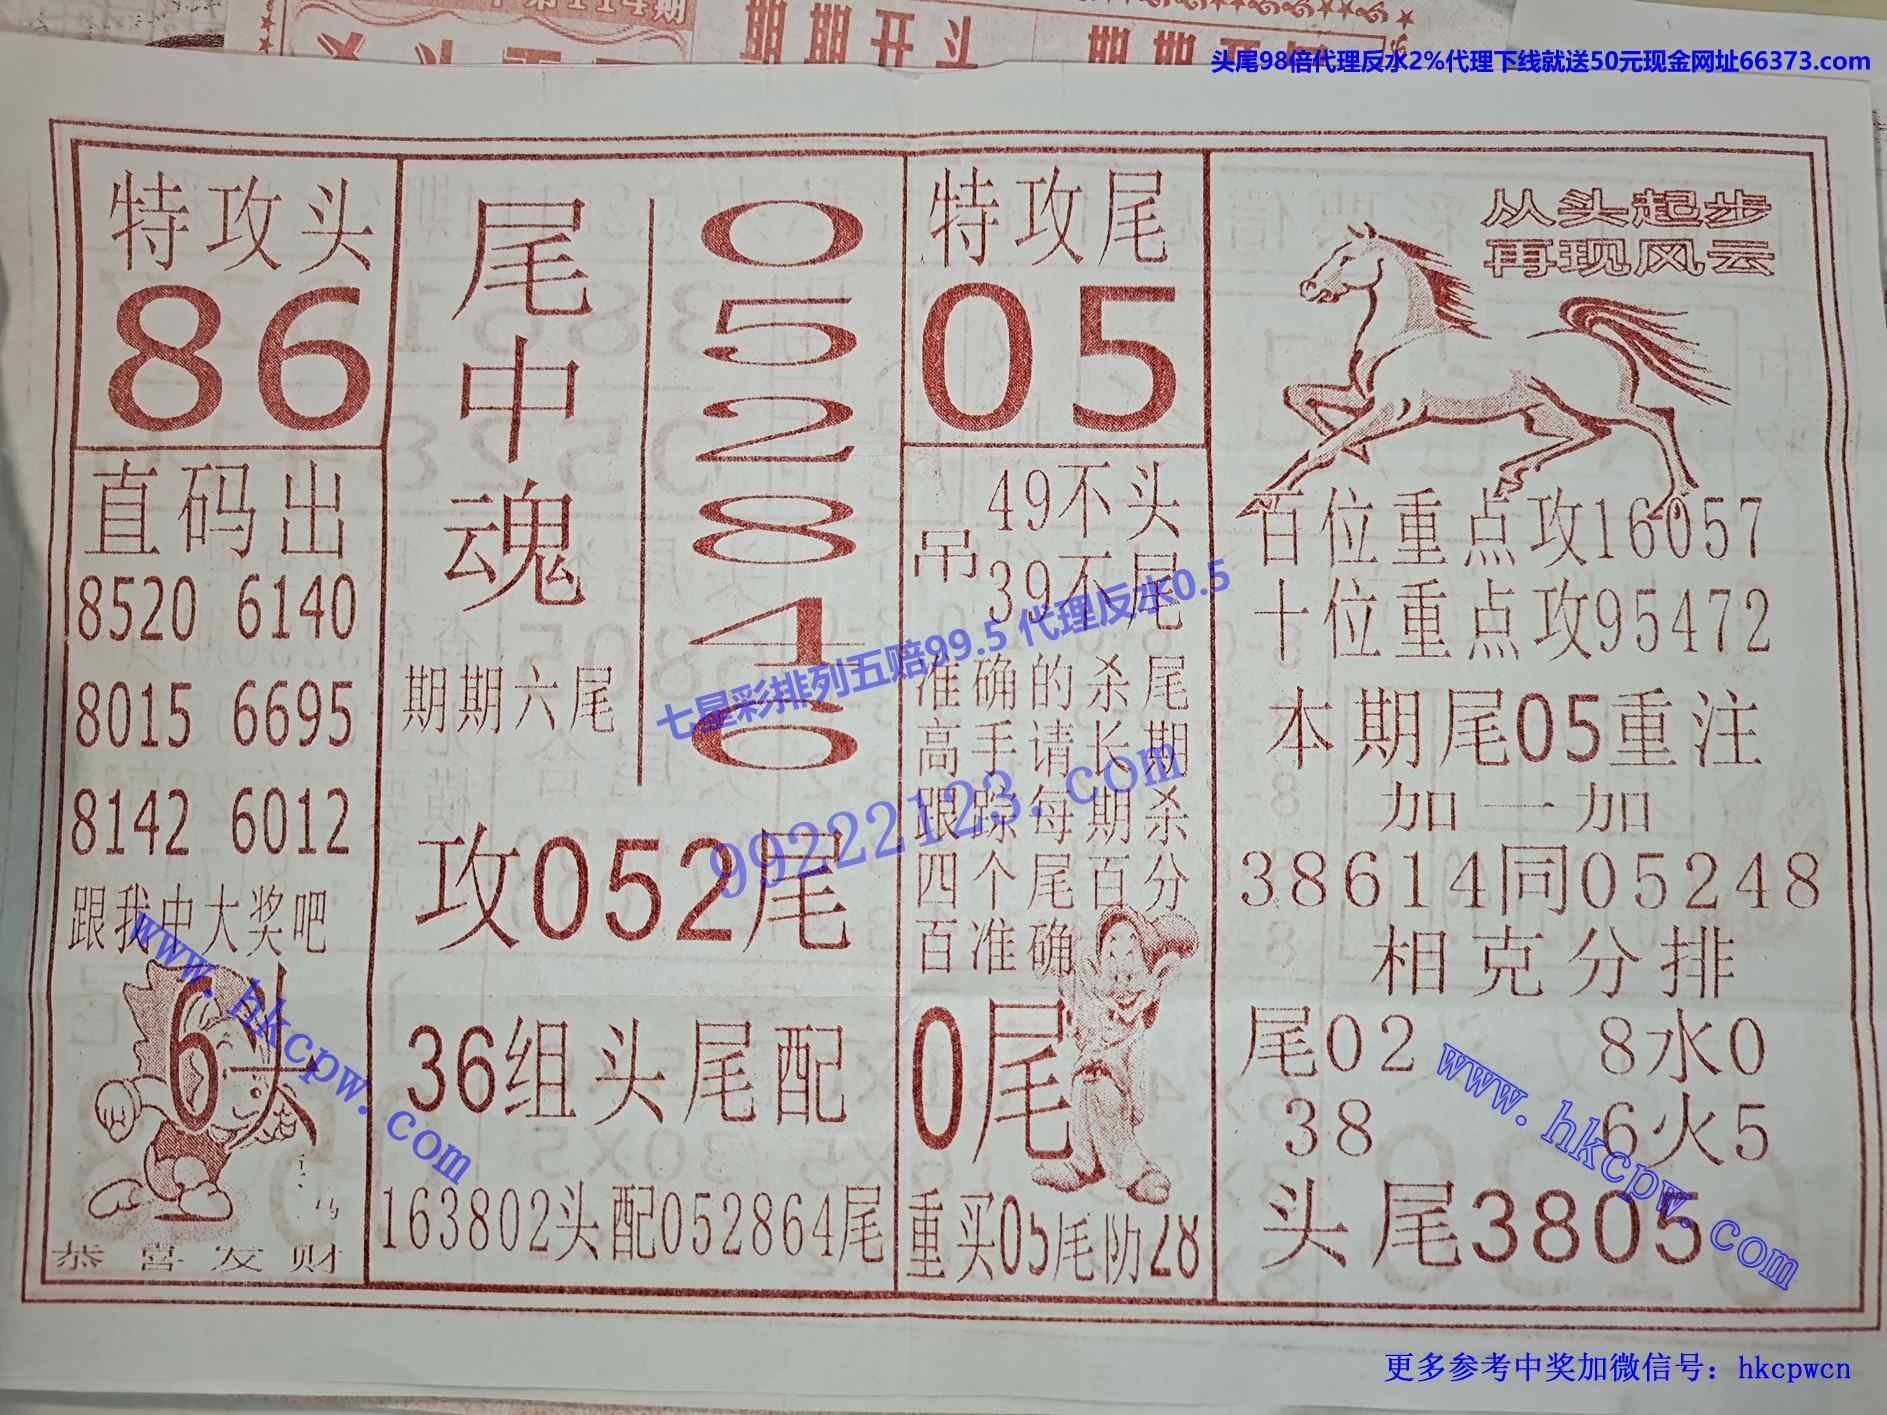 第114期
期期开头
头尾98倍代理反水2%代理下线就送50元现金网址66373.com
特攻头
86
直码出
8520 6140
8015 6695
8142 6012
跟我中大奖吧
6头
恭喜发财
尾中魂
052846
期期六尾
攻052尾
36组头尾配
163802头配052864尾
特攻尾
05
吊
49不头
39不尾
准确的杀尾
高手请长期
跟踪每期杀
四个尾百分
百准确
0尾
重买05尾防28
从头起步
再现风云
百位重点攻16057
十位重点攻95472
本期尾05重注
加一加
38614同05248
相克分排
尾02 8水0
38 6火5
头尾3805
七星彩排列五赔99.5 代理反水0.5
99222123.com
www.hkcpw.com
www.hkcpw.com
更多参考中奖加微信号：hkcpwcn